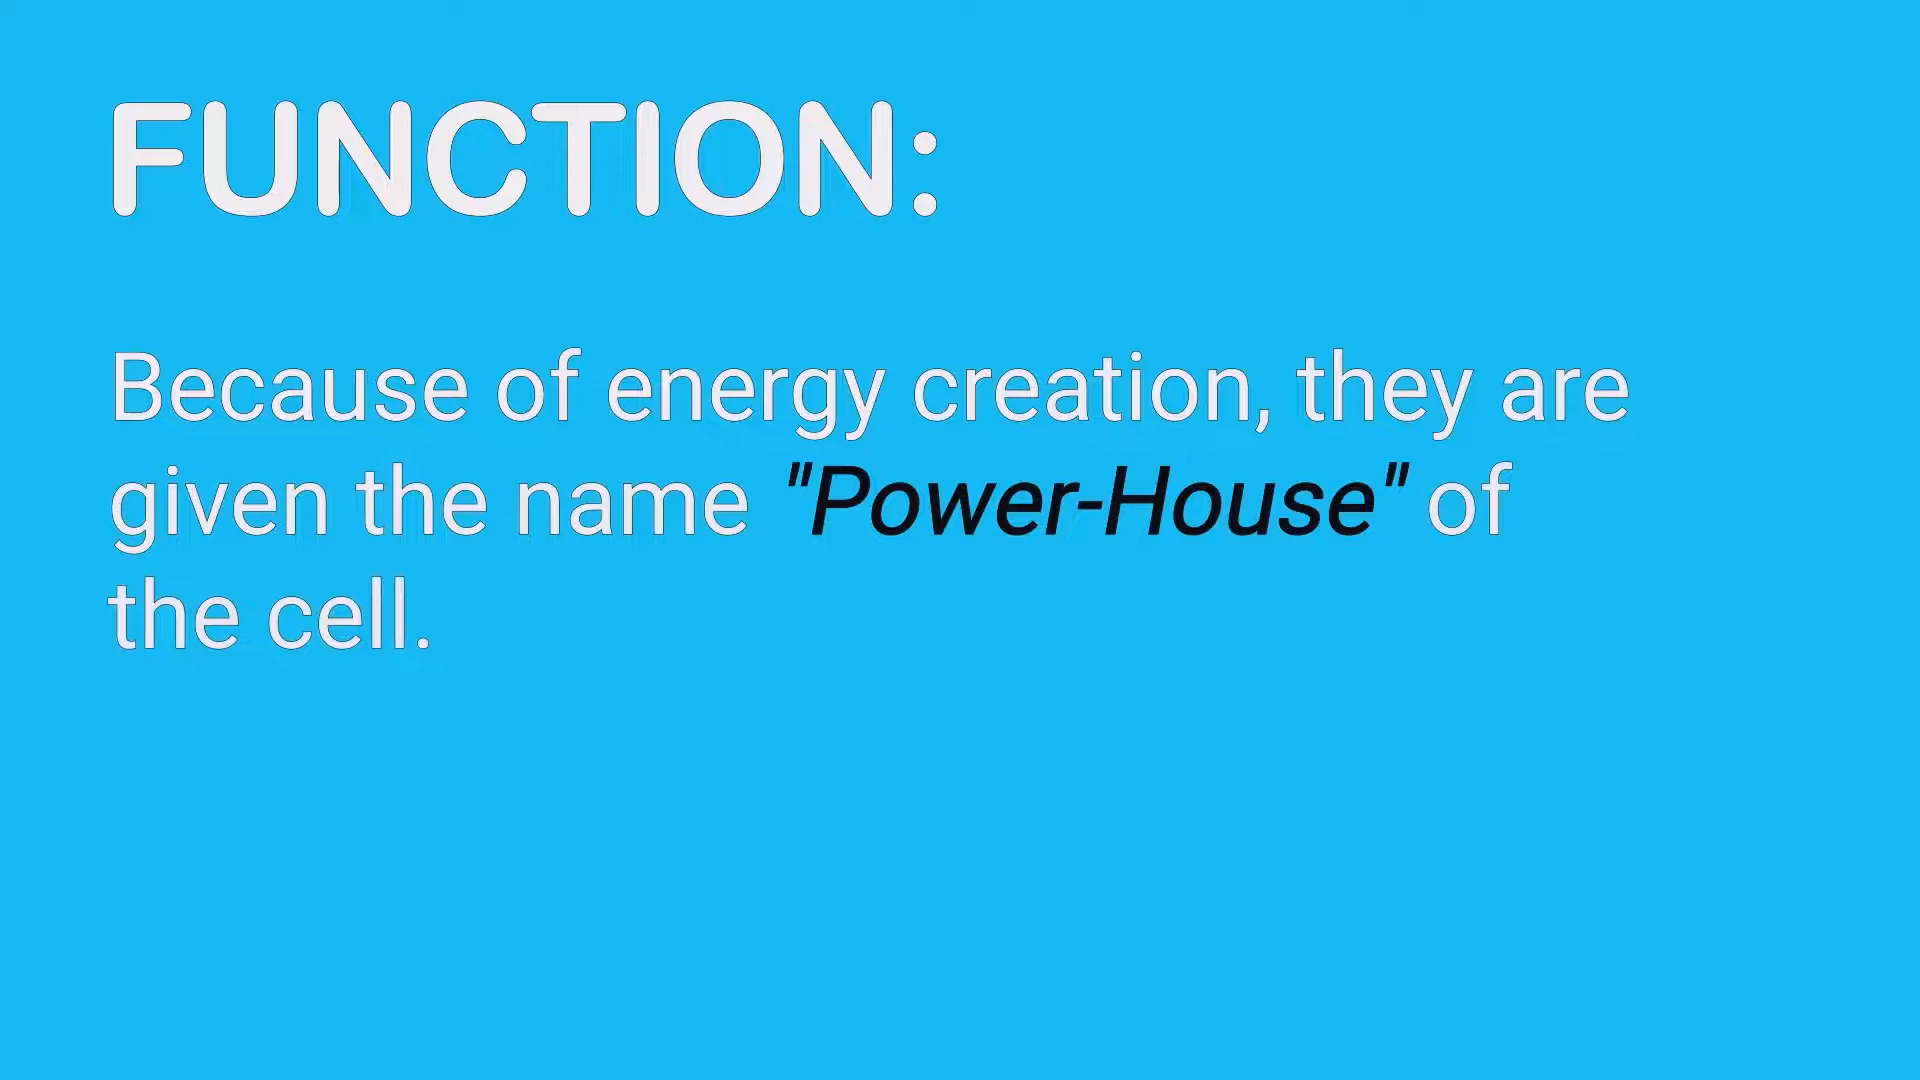 FUNCTION:
Because of energy creation, they are
given the name "Power-House" of
the cell.